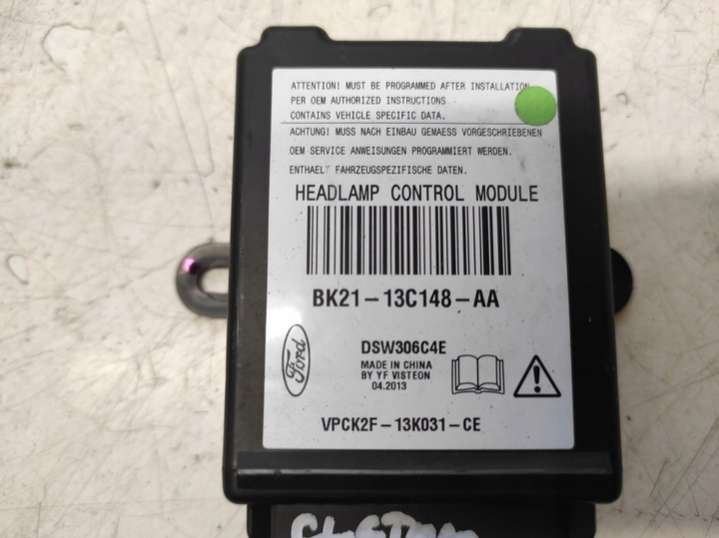 ATTENTION! MUST BE PROGRAMMED AFTER INSTALLATION
PER OEM AUTHORIZED INSTRUCTIONS
CONTAINS VEHICLE SPECIFIC DATA.
ACHTUNG! MUSS NACH EINBAU GEMAESS VORGESCHRIEBENEN
OEM SERVICE ANWEISUNGEN PROGRAMMIERT WERDEN.
ENTHAELT FAHRZEUGSPEZIFISCHE DATEN.
HEADLAMP CONTROL MODULE
BK21-13C148-AA
Ford
DSW306C4E
MADE IN CHINA
BY YF VISTEON
04.2013
VPCK2F-13K031-CE